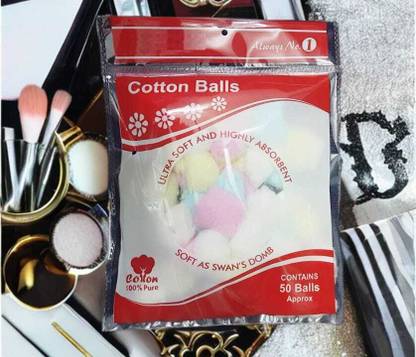 Always No. 1
Cotton Balls
ULTRA SOFT AND HIGHLY ABSORBENT
SOFT AS SWAN'S DOMB
Cotton
100% Pure
CONTAINS
50 Balls
Approx